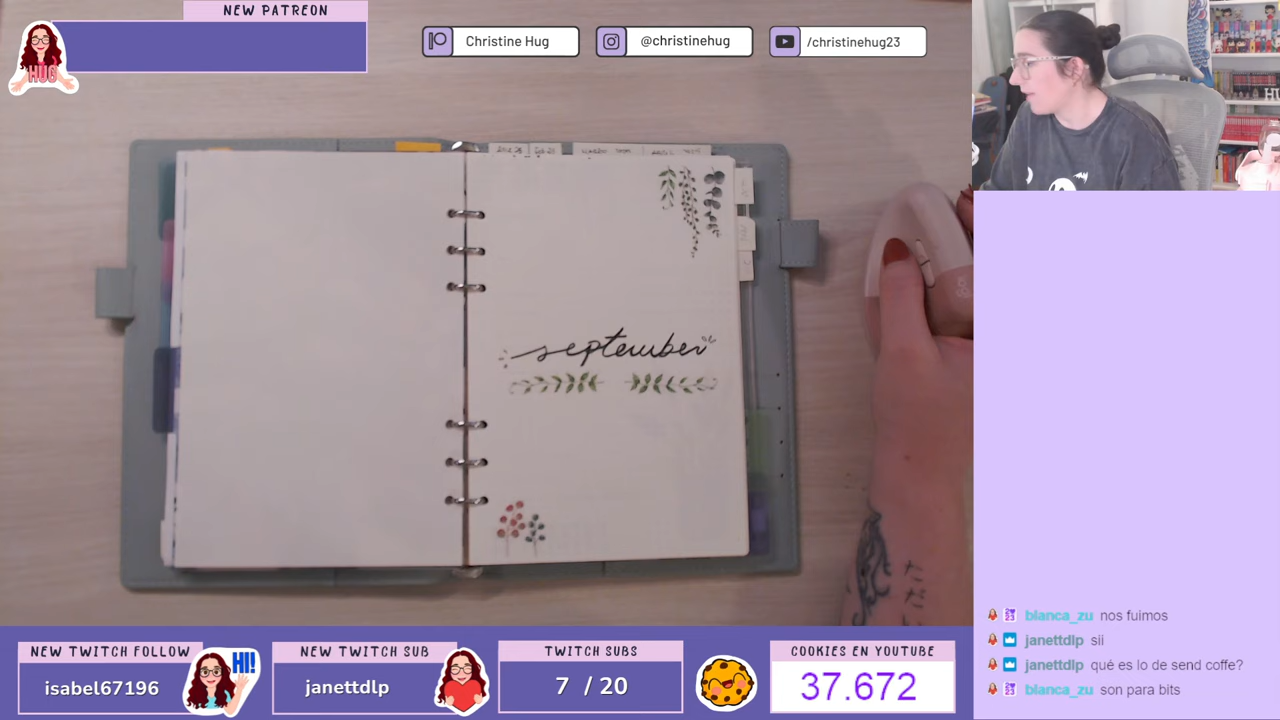 NEW PATREON
HUG
Christine Hug
@christinehug
/christinehug23
september
ただ
blanca_zu nos fuimos
janettdlp sii
janettdlp qué es lo de send coffe?
blanca_zu son para bits
NEW TWITCH FOLLOW
isabel67196
HI!
NEW TWITCH SUB
janettdlp
TWITCH SUBS
7 / 20
COOKIES EN YOUTUBE
37.672